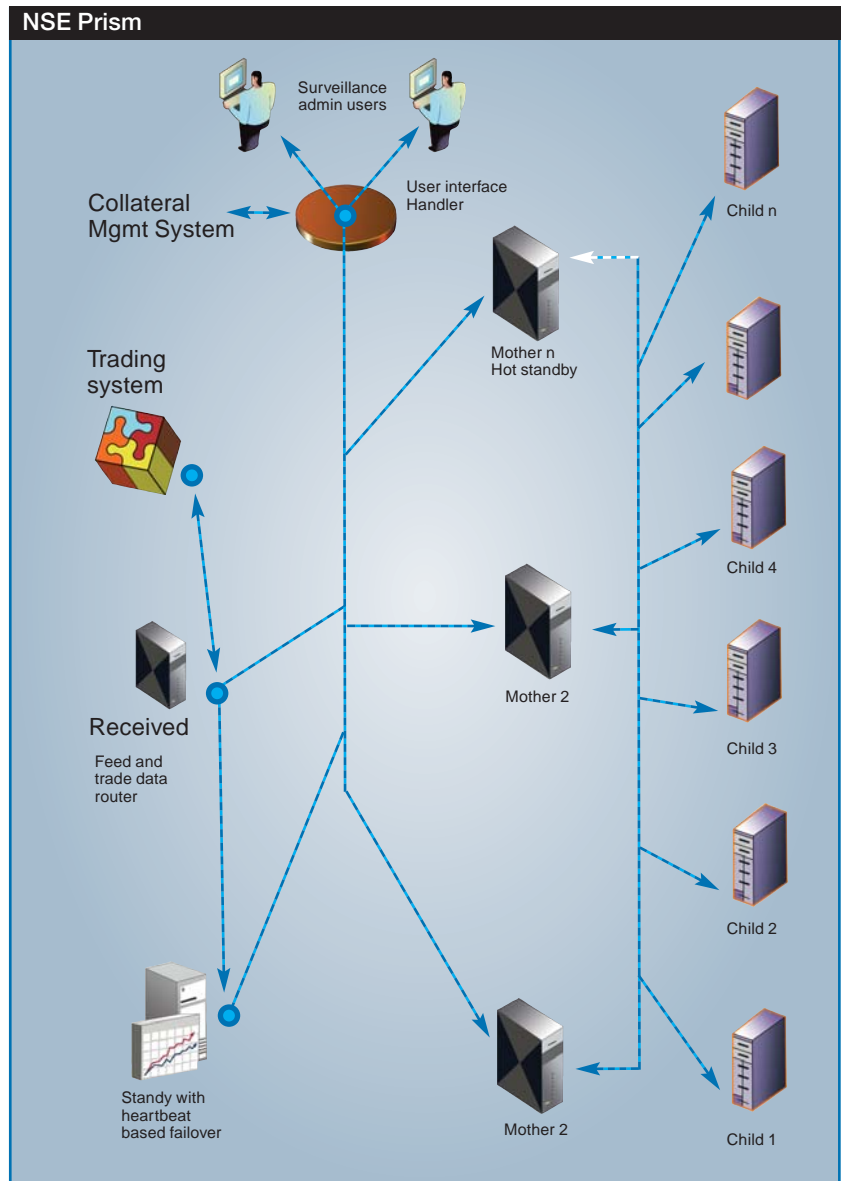 NSE Prism
Surveillance
admin users
User interface
Handler
Collateral
Mgmt System
Child n
Mother n
Hot standby
Trading
system
Child 4
Mother 2
Child 3
Received
Feed and
trade data
router
Child 2
Standy with
heartbeat
based failover
Mother 2
Child 1